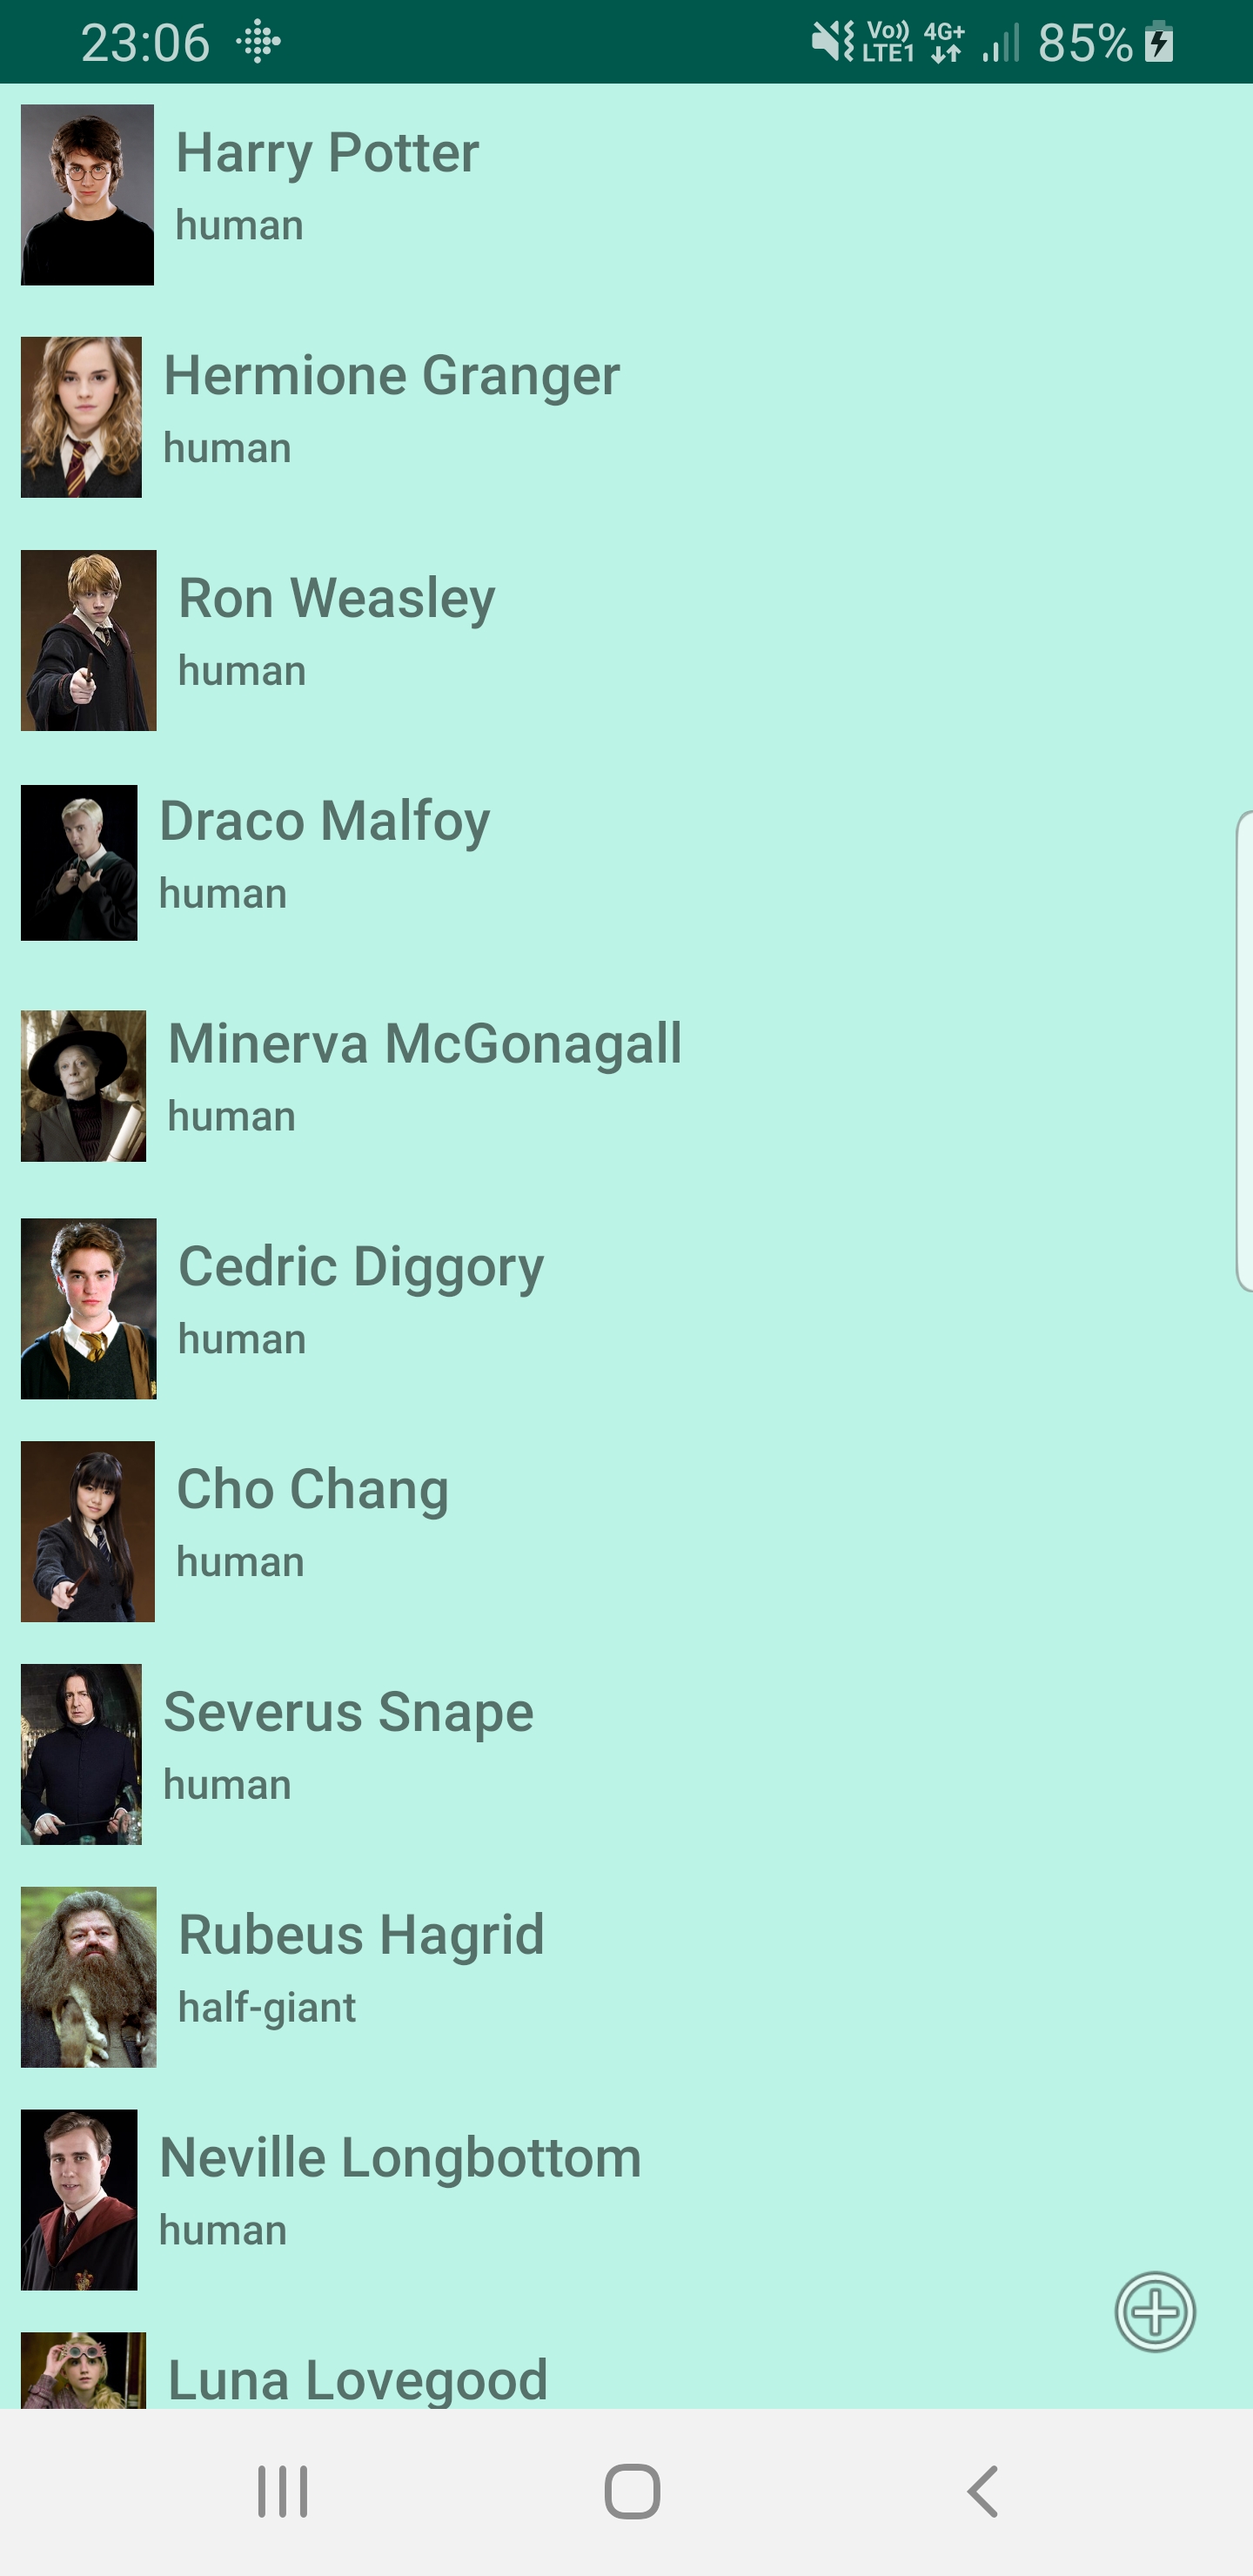 23:06 Vo)) LTE1 4G+ 85%
Harry Potter
human
Hermione Granger
human
Ron Weasley
human
Draco Malfoy
human
Minerva McGonagall
human
Cedric Diggory
human
Cho Chang
human
Severus Snape
human
Rubeus Hagrid
half-giant
Neville Longbottom
human
Luna Lovegood